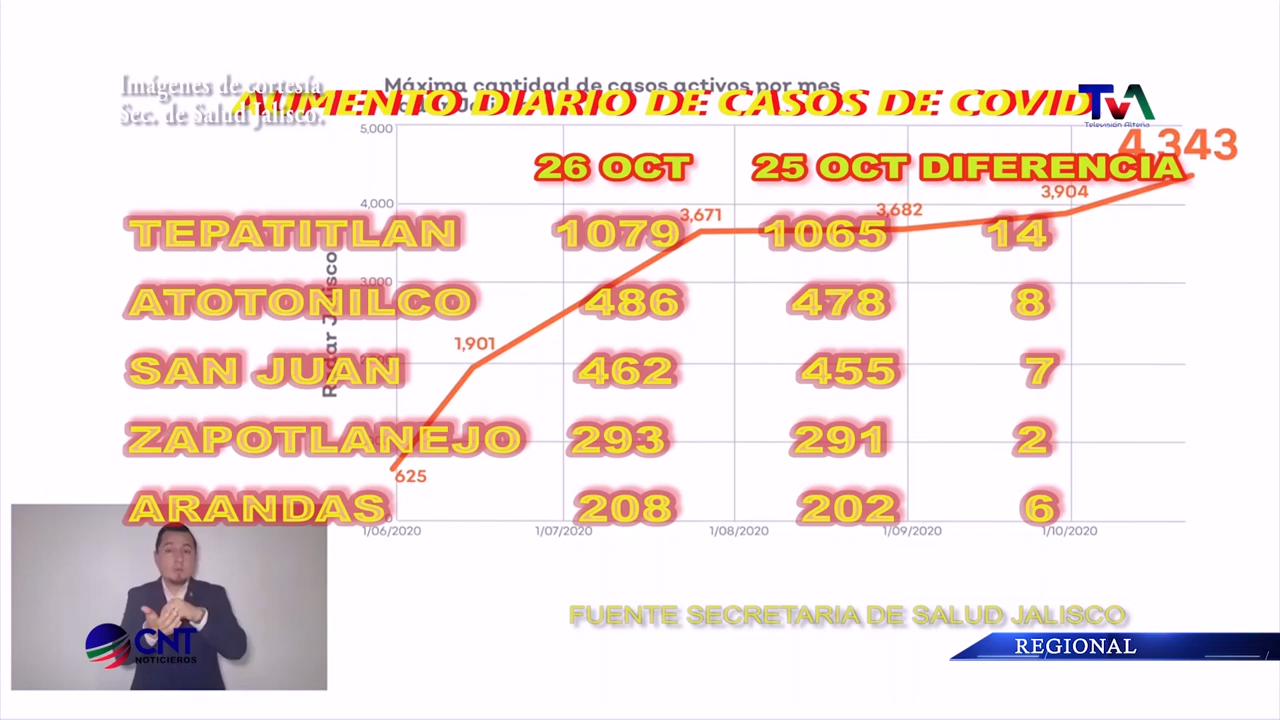 Imágenes de cortesía
Sec. de Salud Jalisco.
Máxima cantidad de casos activos por mes
AUMENTO DIARIO DE CASOS DE COVID
TVA
Televisión Alteña
5,000
4,343
26 OCT 25 OCT DIFERENCIA
4,000
3,904
3,671
3,682
TEPATITLAN 1079 1065 14
3,000
ATOTONILCO 486 478 8
1,901
SAN JUAN 462 455 7
ZAPOTLANEJO 293 291 2
625
ARANDAS 208 202 6
1/06/2020 1/07/2020 1/08/2020 1/09/2020 1/10/2020
FUENTE SECRETARIA DE SALUD JALISCO
CNT
NOTICIEROS
REGIONAL